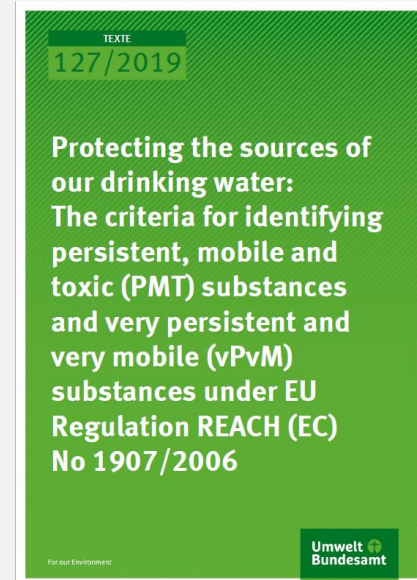 TEXTE
127/2019
Protecting the sources of
our drinking water:
The criteria for identifying
persistent, mobile and
toxic (PMT) substances
and very persistent and
very mobile (vPvM)
substances under EU
Regulation REACH (EC)
No 1907/2006
For our Environment
Umwelt
Bundesamt